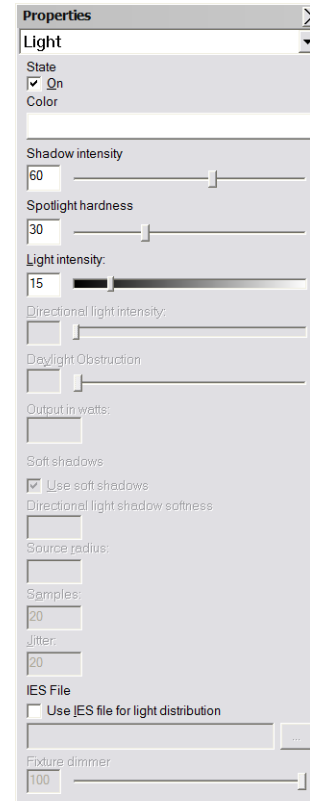 Properties
Light
State
On
Color
Shadow intensity
60
Spotlight hardness
30
Light intensity:
15
Directional light intensity:
Daylight Obstruction
Output in watts:
Soft shadows
Use soft shadows
Directional light shadow softness
Source radius:
Samples:
20
Jitter:
20
IES File
Use IES file for light distribution
...
Fixture dimmer
100